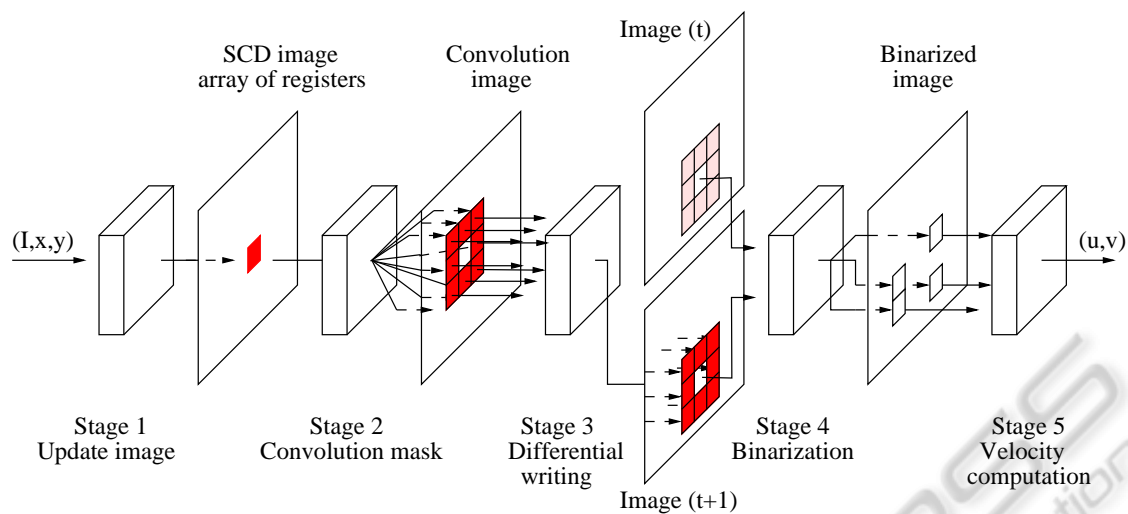 Image (t)
SCD image
array of registers
Convolution
image
Binarized
image
(I,x,y)
(u,v)
Stage 1
Update image
Stage 2
Convolution mask
Stage 3
Differential
writing
Stage 4
Binarization
Stage 5
Velocity
computation
Image (t+1)